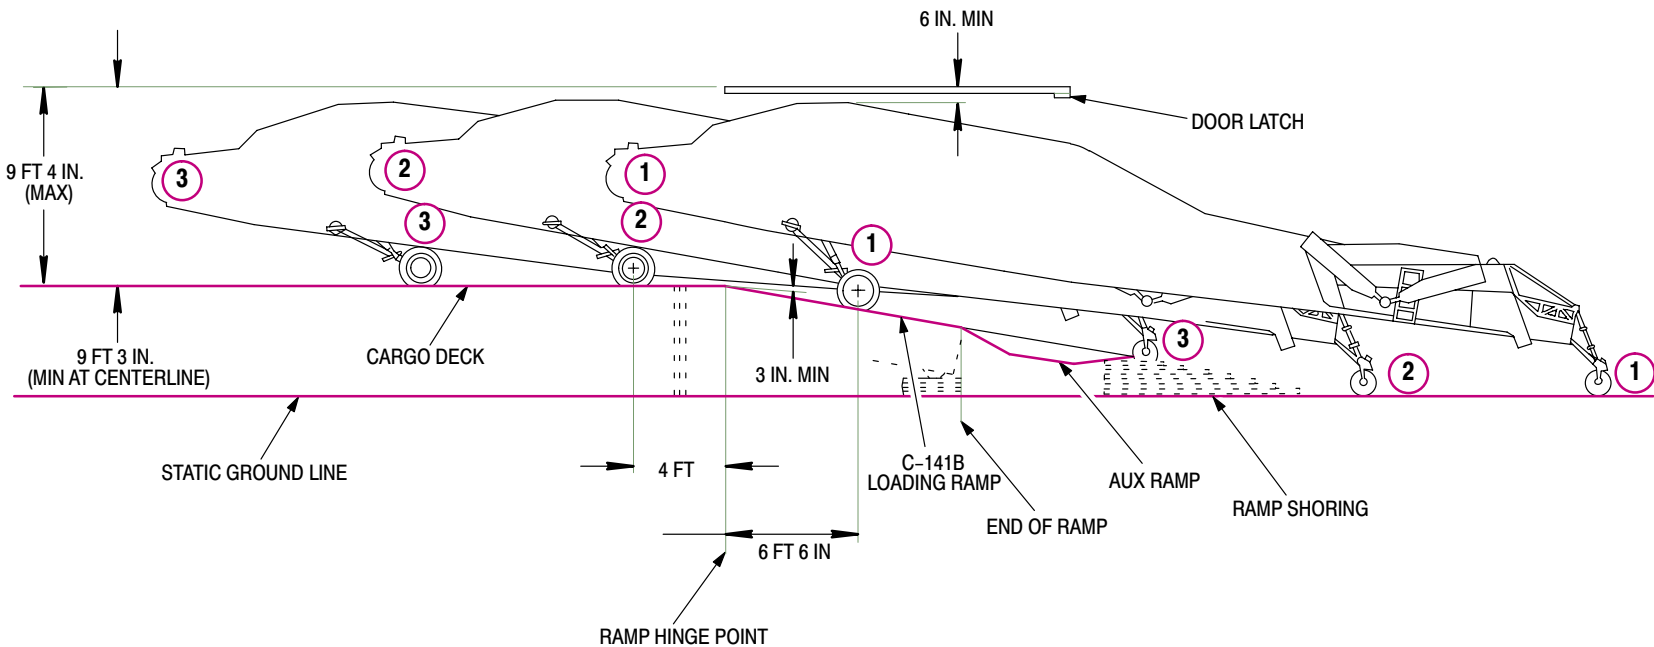 6 IN. MIN
DOOR LATCH
9 FT 4 IN.
(MAX)
3
2
1
3
2
1
9 FT 3 IN.
(MIN AT CENTERLINE)
CARGO DECK
3 IN. MIN
3
2
1
STATIC GROUND LINE
4 FT
C-141B
LOADING RAMP
AUX RAMP
RAMP SHORING
END OF RAMP
6 FT 6 IN
RAMP HINGE POINT